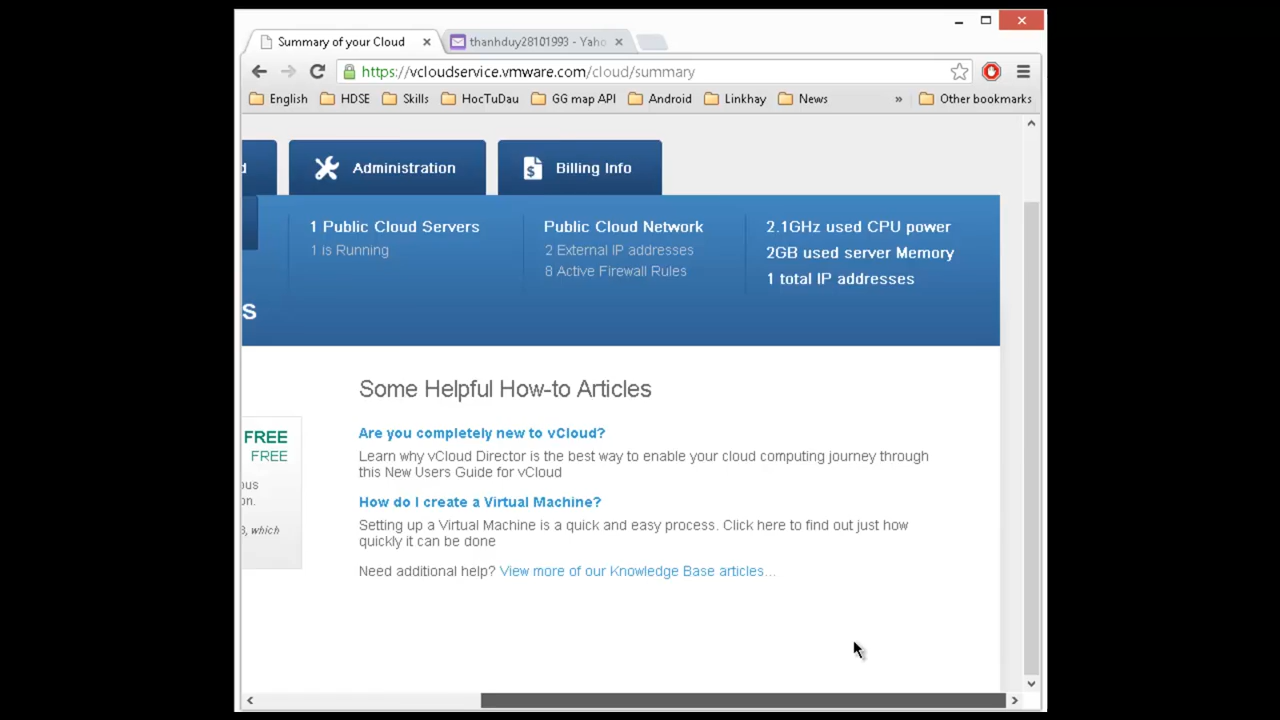 Summary of your Cloud
thanhduy28101993 - Yaho
https://vcloudservice.vmware.com/cloud/summary
English HDSE Skills HocTuDau GG map API Android Linkhay News » Other bookmarks
d
Administration
Billing Info
1 Public Cloud Servers
1 is Running
Public Cloud Network
2 External IP addresses
8 Active Firewall Rules
2.1GHz used CPU power
2GB used server Memory
1 total IP addresses
S
Some Helpful How-to Articles
FREE
FREE
ous
on.
3, which
Are you completely new to vCloud?
Learn why vCloud Director is the best way to enable your cloud computing journey through
this New Users Guide for vCloud
How do I create a Virtual Machine?
Setting up a Virtual Machine is a quick and easy process. Click here to find out just how
quickly it can be done
Need additional help? View more of our Knowledge Base articles...